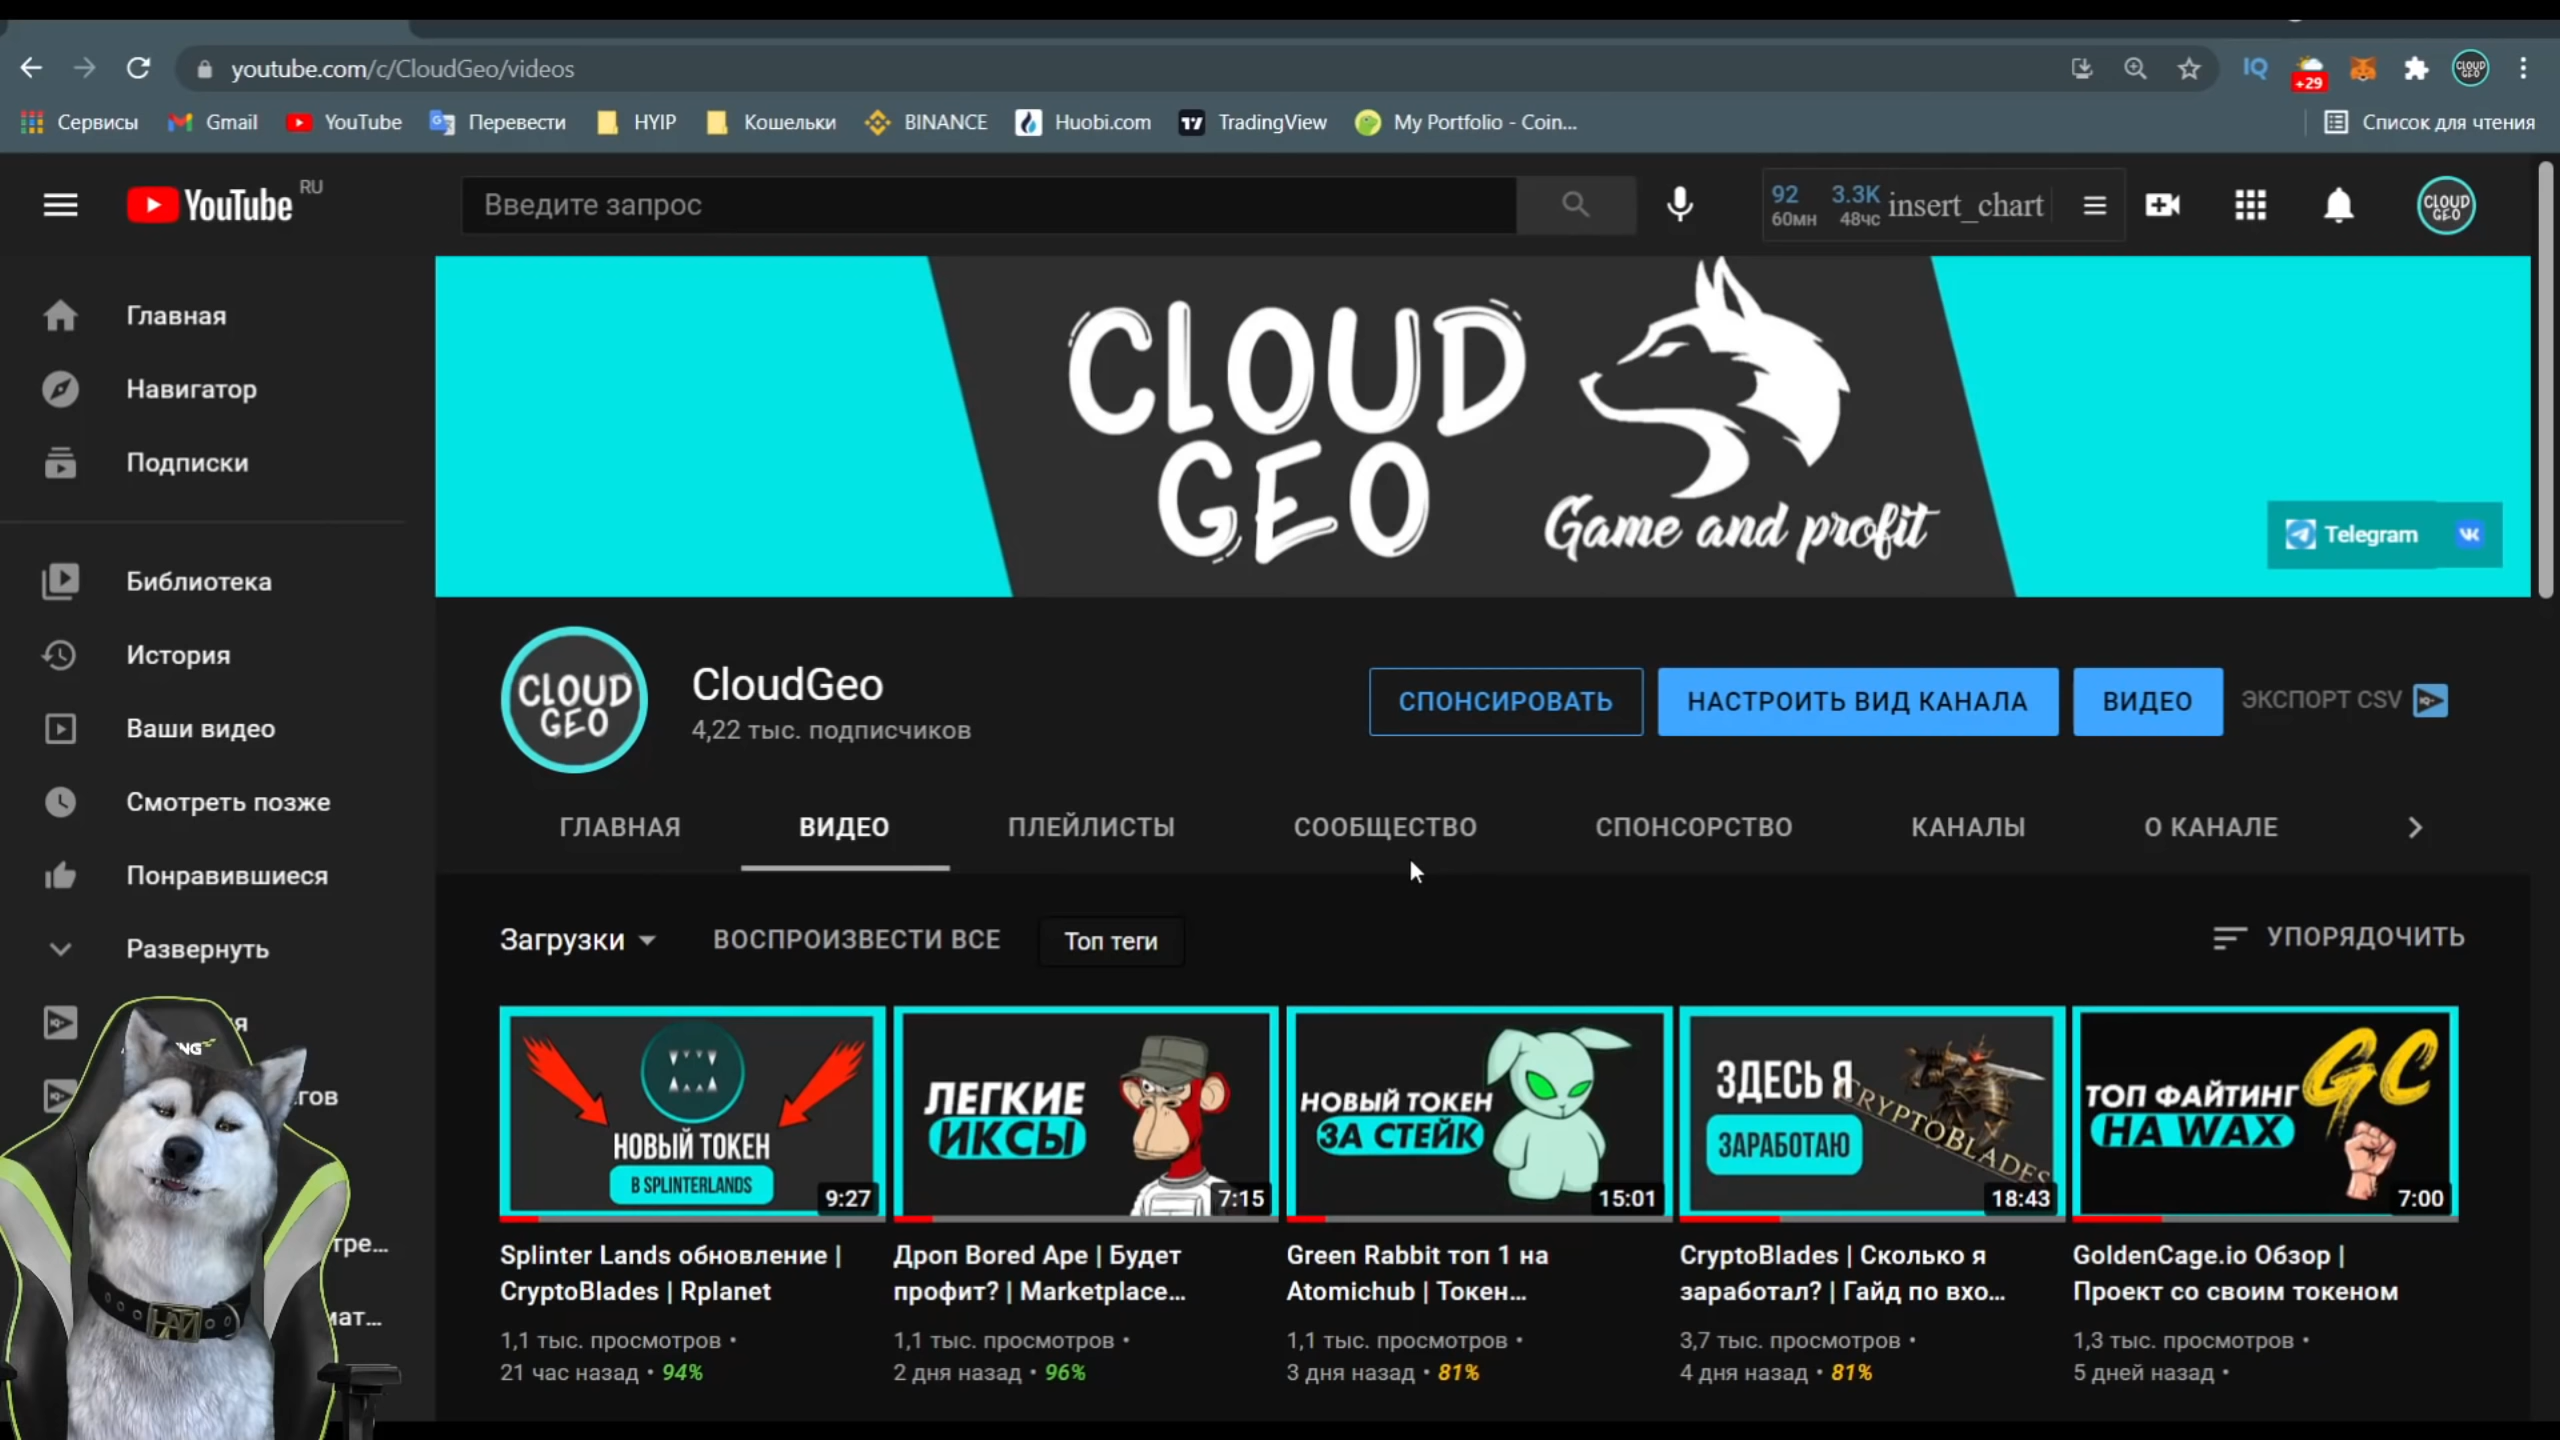 youtube.com/c/CloudGeo/videos
IQ
+29
CLOUD GEO
Сервисы
Gmail
YouTube
Перевести
HYIP
Кошельки
BINANCE
Huobi.com
TradingView
My Portfolio - Coin...
Список для чтения
YouTube RU
Введите запрос
92 3.3K insert_chart
60мн 48чс
CLOUD GEO
Главная
Навигатор
Подписки
Библиотека
История
Ваши видео
Смотреть позже
Понравившиеся
Развернуть
CLOUD
GEO
Game and profit
Telegram
CLOUD
GEO
CloudGeo
4,22 тыс. подписчиков
СПОНСИРОВАТЬ
НАСТРОИТЬ ВИД КАНАЛА
ВИДЕО
ЭКСПОРТ CSV
ГЛАВНАЯ
ВИДЕО
ПЛЕЙЛИСТЫ
СООБЩЕСТВО
СПОНСОРСТВО
КАНАЛЫ
О КАНАЛЕ
Загрузки
ВОСПРОИЗВЕСТИ ВСЕ
Топ теги
УПОРЯДОЧИТЬ
НОВЫЙ ТОКЕН
В SPLINTERLANDS
9:27
Splinter Lands обновление |
CryptoBlades | Rplanet
1,1 тыс. просмотров •
21 час назад • 94%
ЛЕГКИЕ
ИКСЫ
7:15
Дроп Bored Ape | Будет
профит? | Marketplace...
1,1 тыс. просмотров •
2 дня назад • 96%
НОВЫЙ ТОКЕН
ЗА СТЕЙК
15:01
Green Rabbit топ 1 на
Atomichub | Токен...
1,1 тыс. просмотров •
3 дня назад • 81%
ЗДЕСЬ Я
ЗАРАБОТАЮ
CRYPTOBLADES
18:43
CryptoBlades | Сколько я
заработал? | Гайд по вхо...
3,7 тыс. просмотров •
4 дня назад • 81%
ТОП ФАЙТИНГ
НА WAX
GC
7:00
GoldenCage.io Обзор |
Проект со своим токеном
1,3 тыс. просмотров •
5 дней назад •